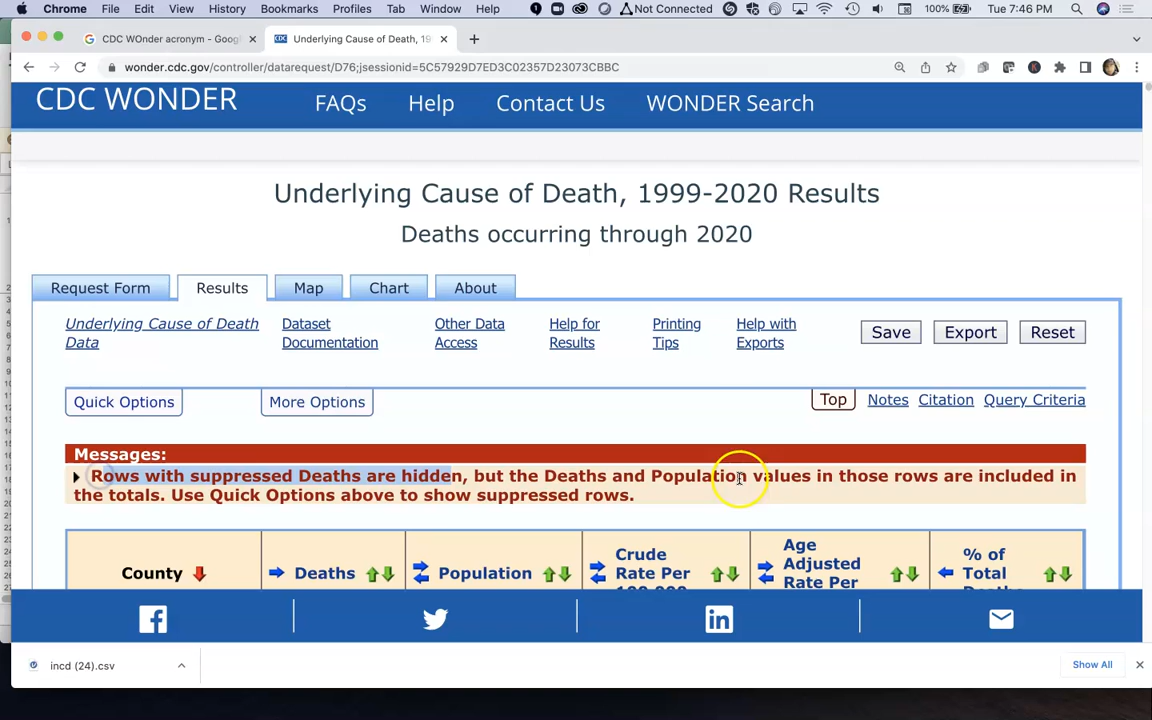 Chrome File Edit View History Bookmarks Profiles Tab Window Help Not Connected 100% Tue 7:46 PM
CDC WOnder acronym - Goog
Underlying Cause of Death, 19
wonder.cdc.gov/controller/datarequest/D76;jsessionid=5C57929D7ED3C02357D23073CBBC
CDC WONDER FAQs Help Contact Us WONDER Search
Underlying Cause of Death, 1999-2020 Results
Deaths occurring through 2020
Request Form Results Map Chart About
Underlying Cause of Death
Data
Dataset
Documentation
Other Data
Access
Help for
Results
Printing
Tips
Help with
Exports
Save Export Reset
Quick Options More Options Top Notes Citation Query Criteria
Messages:
Rows with suppressed Deaths are hidden, but the Deaths and Population values in those rows are included in
the totals. Use Quick Options above to show suppressed rows.
County
Deaths
Population
Crude
Rate Per
100,000
Age
Adjusted
Rate Per
% of
Total
Deaths
incd (24).csv
Show All